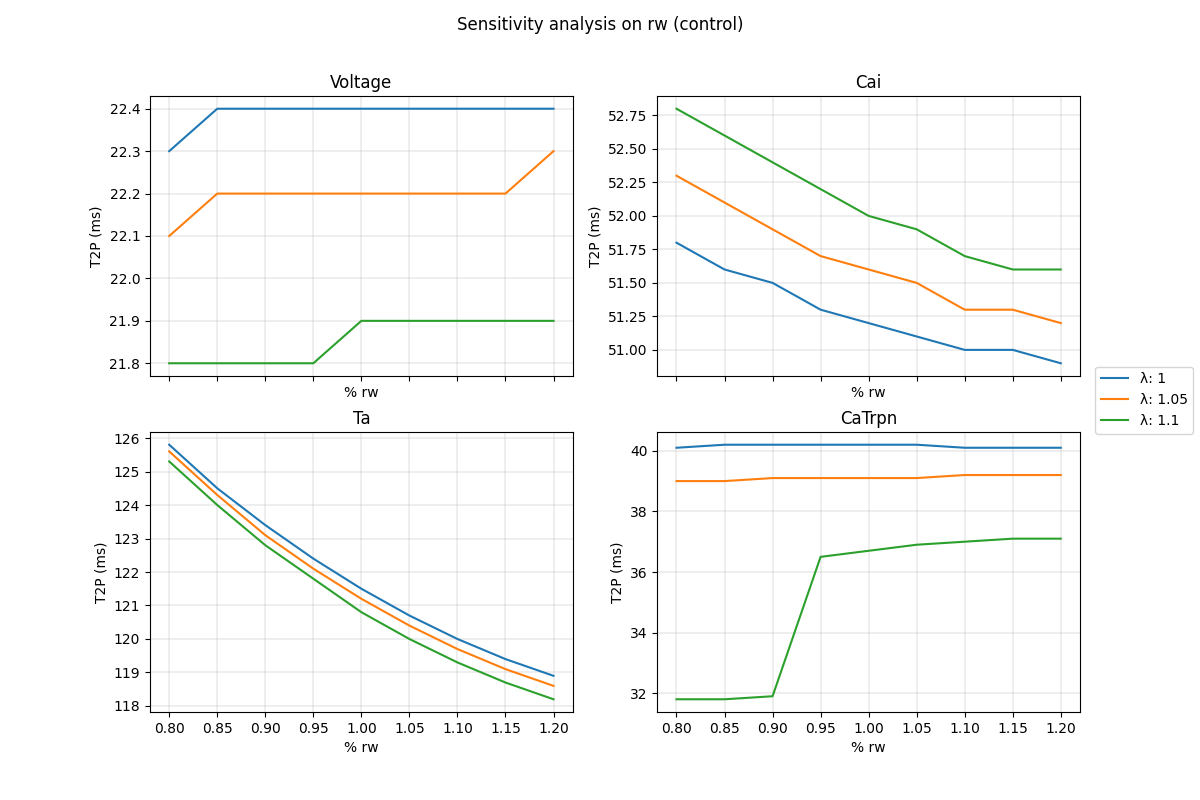 Sensitivity analysis on rw (control)
Voltage
T2P (ms)
22.4
22.3
22.2
22.1
22.0
21.9
21.8
% rw
Cai
T2P (ms)
52.75
52.50
52.25
52.00
51.75
51.50
51.25
51.00
% rw
λ: 1
λ: 1.05
λ: 1.1
Ta
T2P (ms)
126
125
124
123
122
121
120
119
118
0.80 0.85 0.90 0.95 1.00 1.05 1.10 1.15 1.20
% rw
CaTrpn
T2P (ms)
40
38
36
34
32
0.80 0.85 0.90 0.95 1.00 1.05 1.10 1.15 1.20
% rw